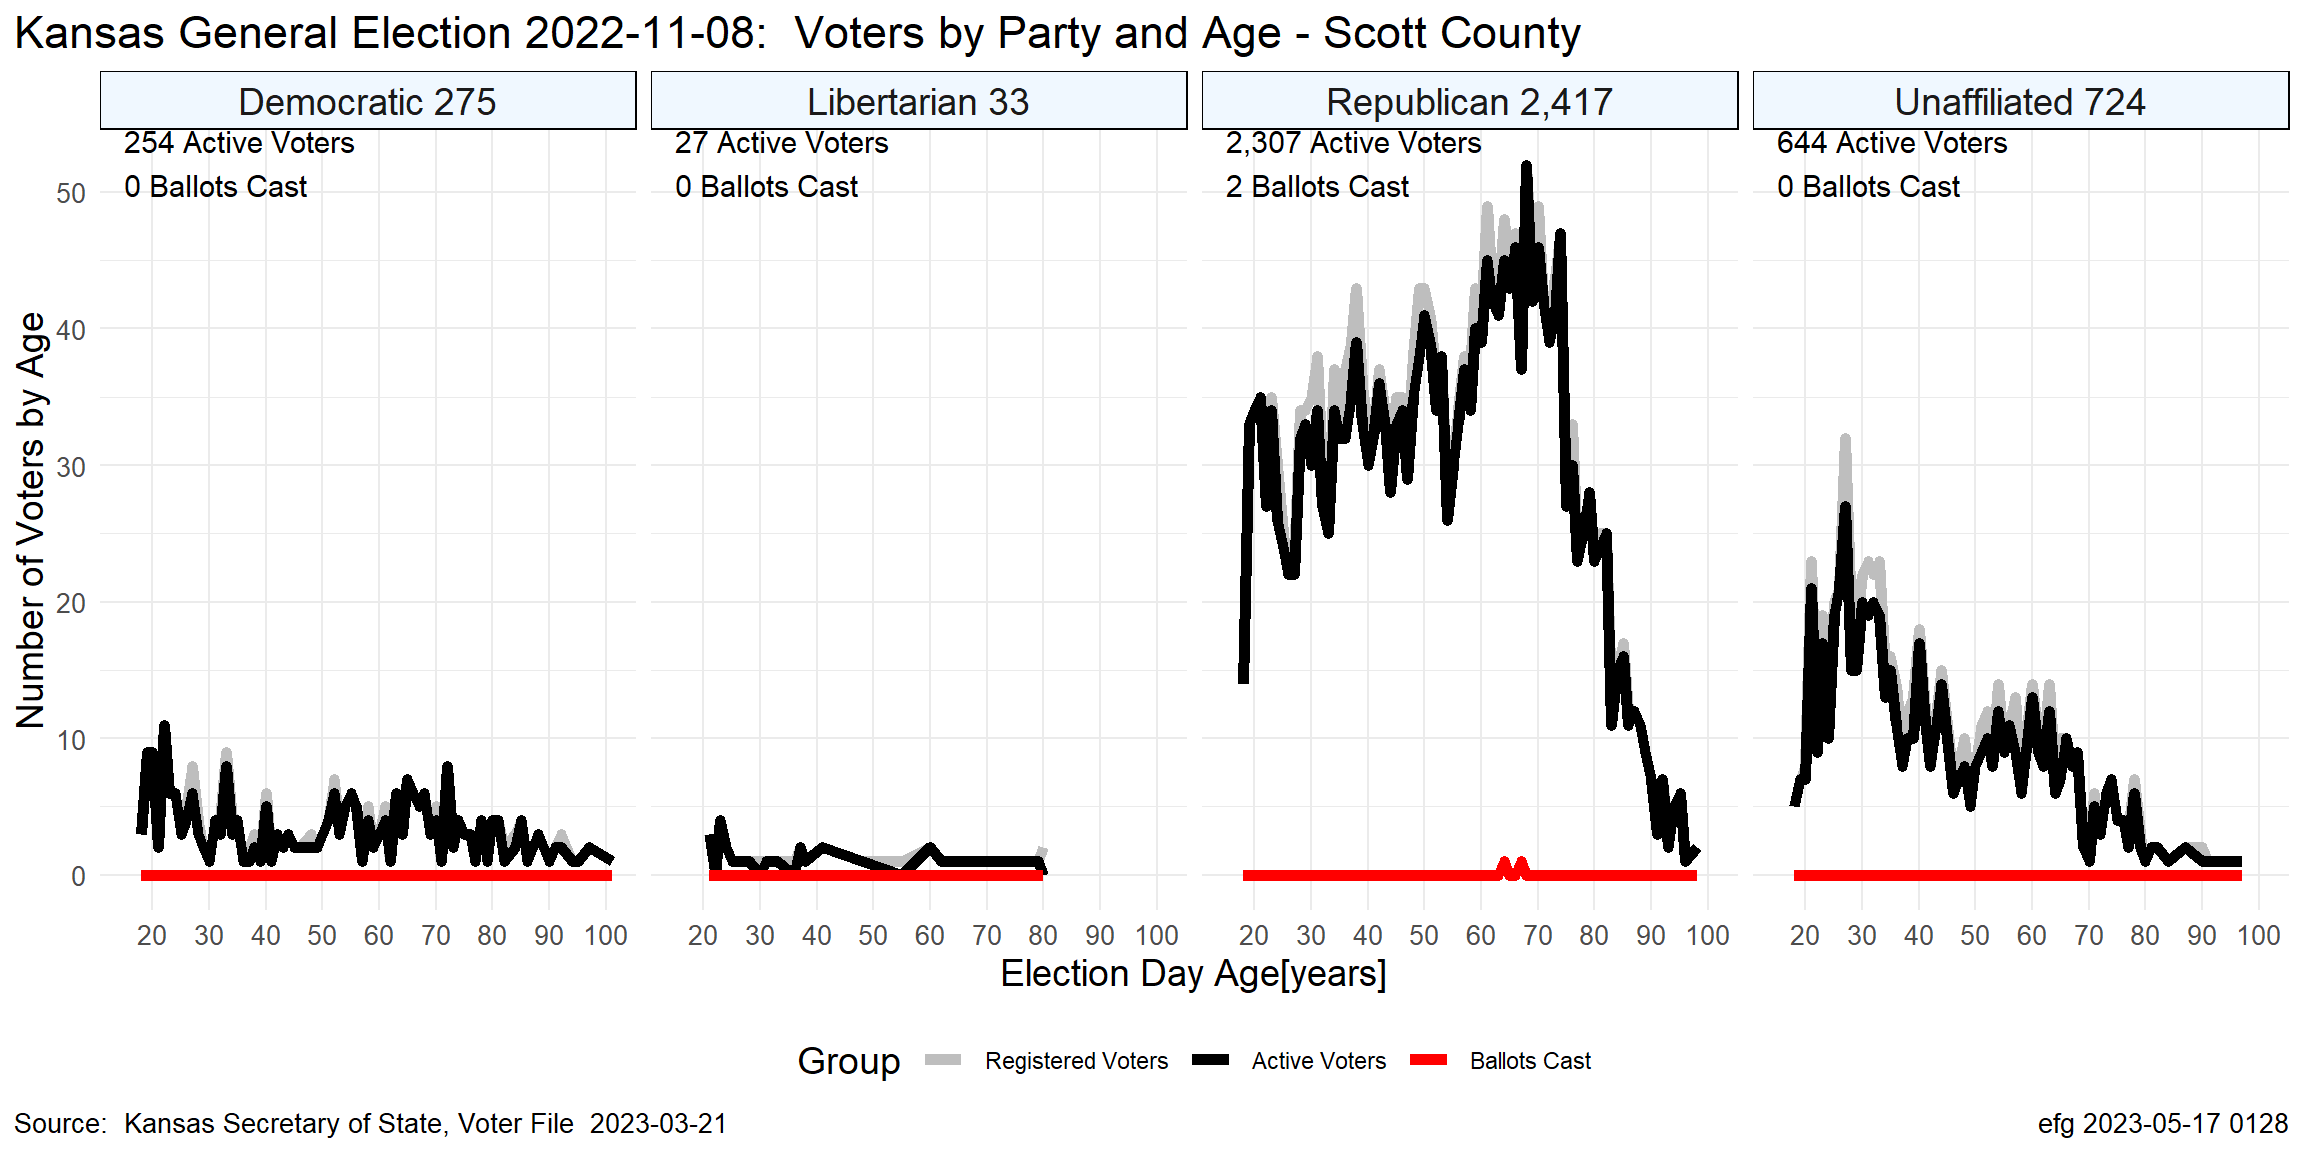 Kansas General Election 2022-11-08:  Voters by Party and Age - Scott County
Democratic 275
Libertarian 33
Republican 2,417
Unaffiliated 724
254 Active Voters
0 Ballots Cast
27 Active Voters
0 Ballots Cast
2,307 Active Voters
2 Ballots Cast
644 Active Voters
0 Ballots Cast
Number of Voters by Age
50
40
30
20
10
0
20 30 40 50 60 70 80 90 100
20 30 40 50 60 70 80 90 100
20 30 40 50 60 70 80 90 100
20 30 40 50 60 70 80 90 100
Election Day Age[years]
Group Registered Voters Active Voters Ballots Cast
Source:  Kansas Secretary of State, Voter File  2023-03-21
efg 2023-05-17 0128